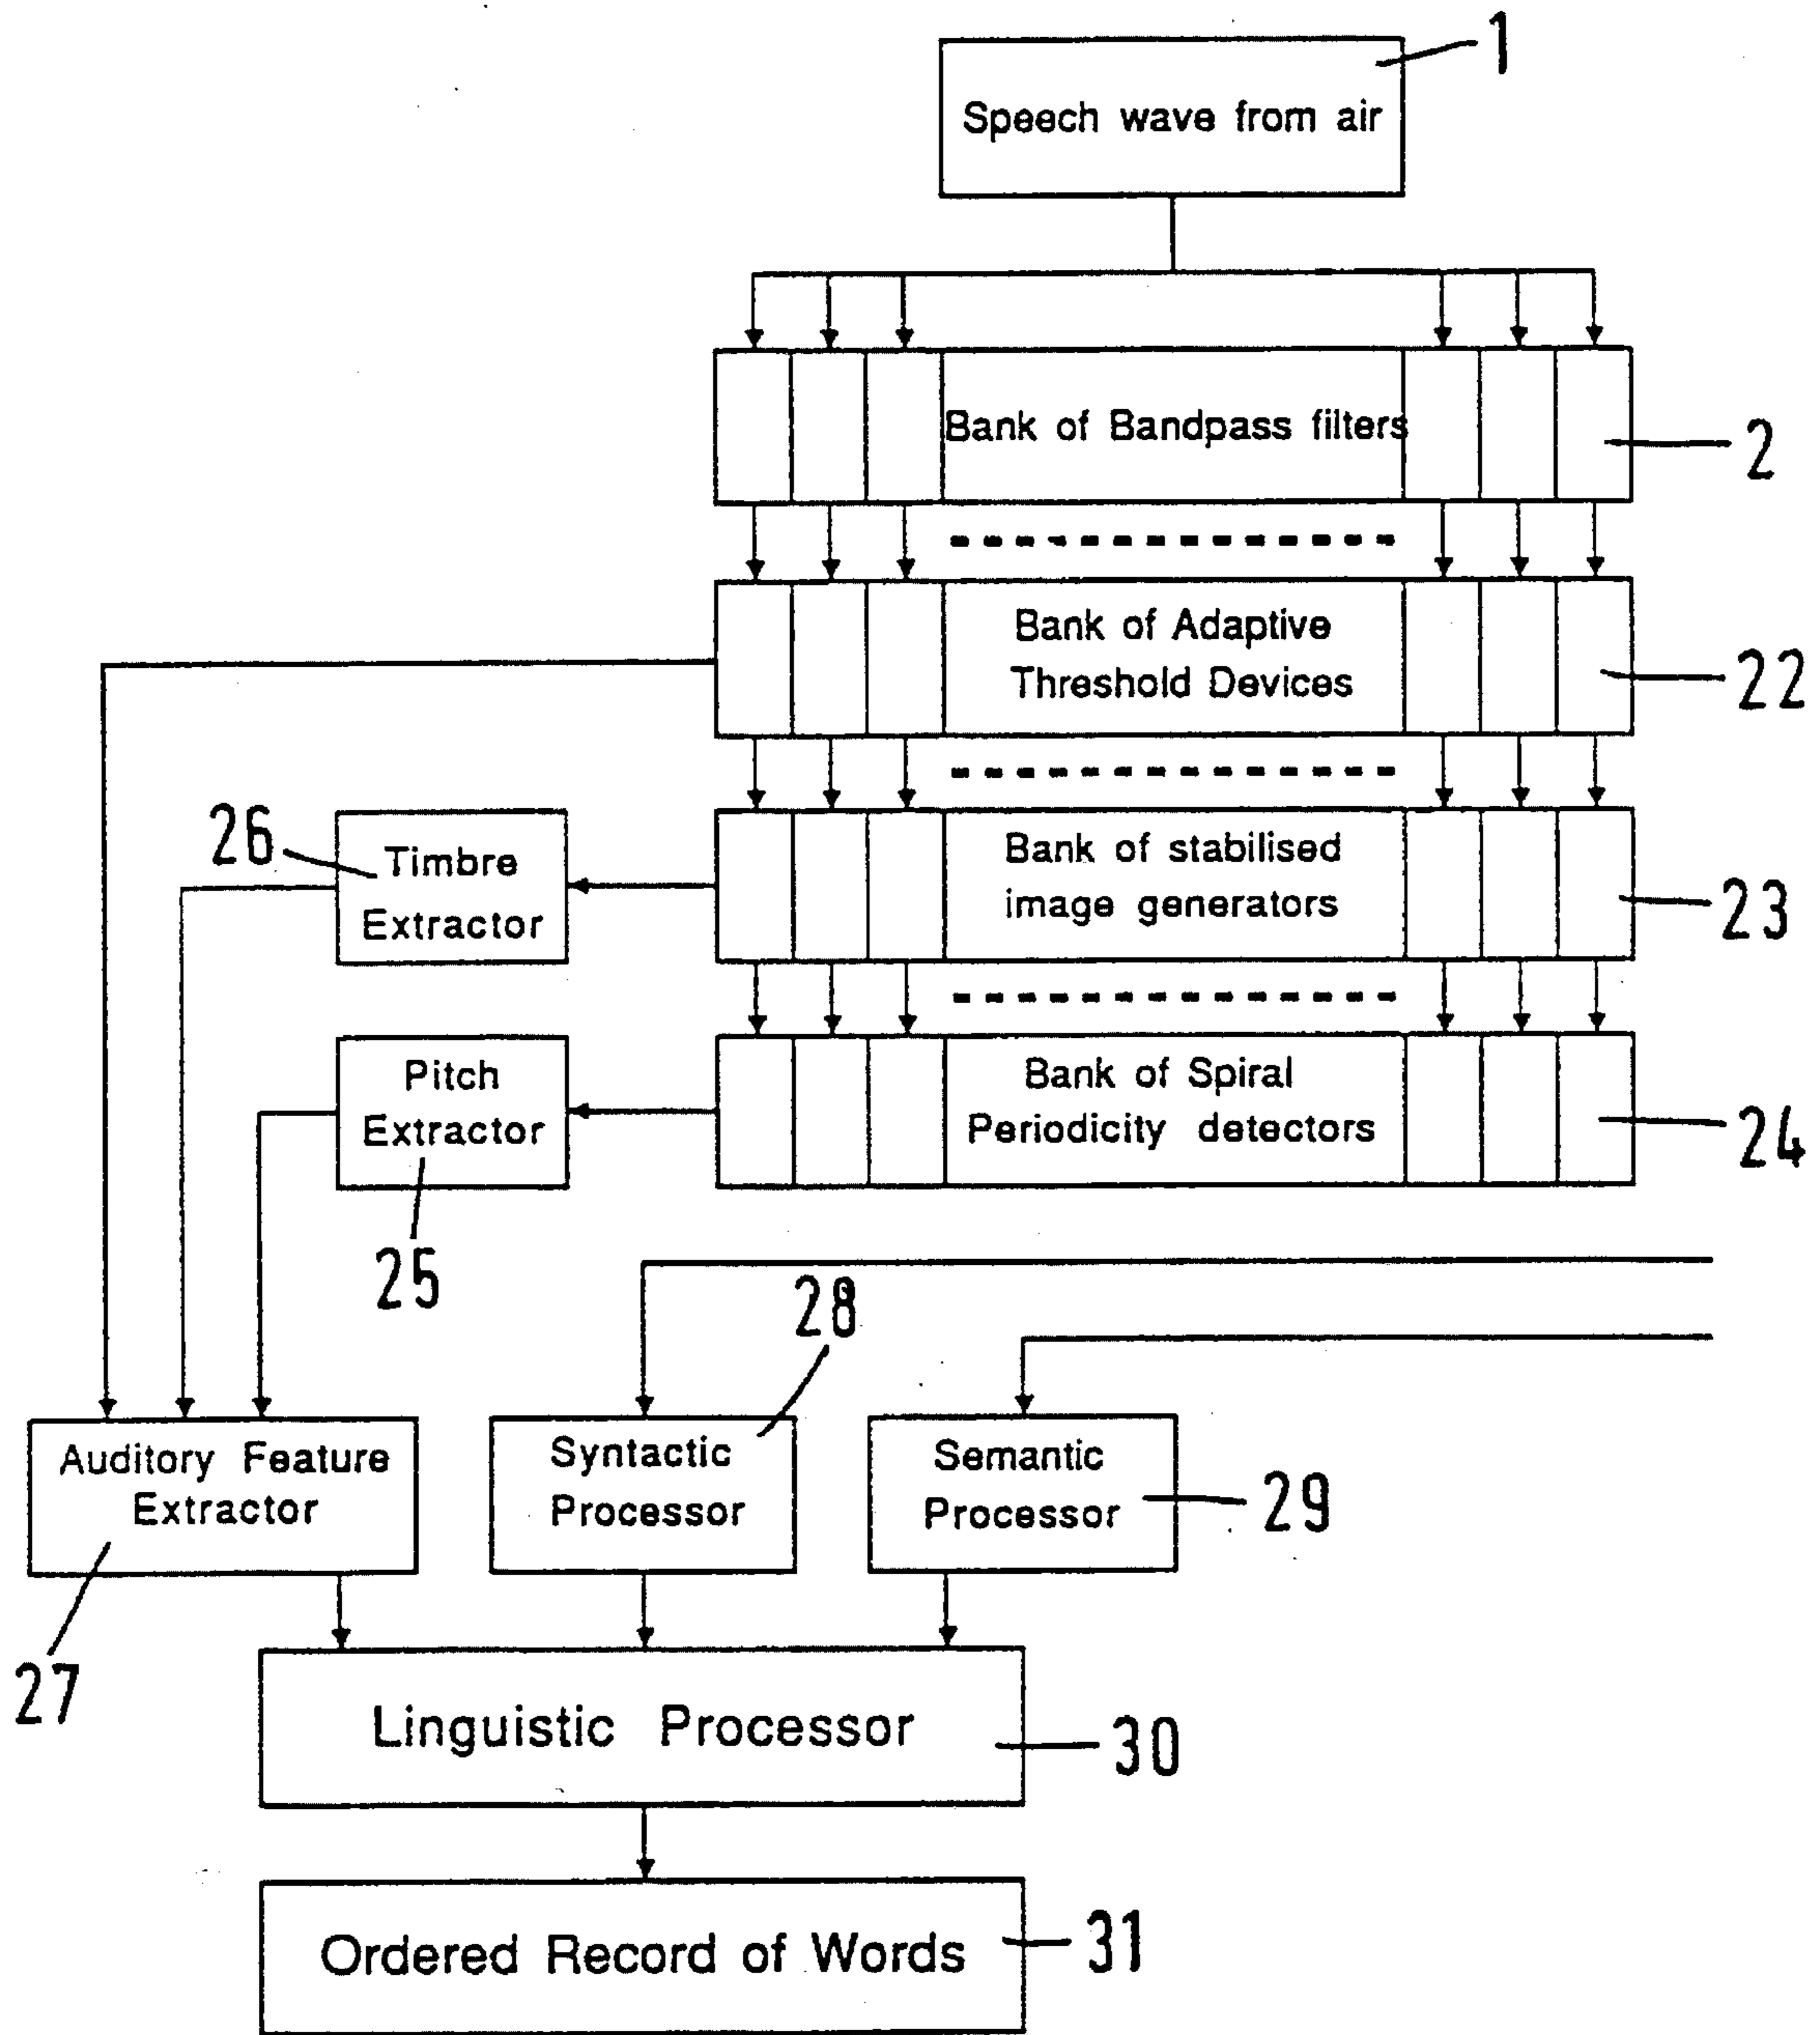 1
Speech wave from air
Bank of Bandpass filters
2
Bank of Adaptive
Threshold Devices
22
26
Timbre
Extractor
Bank of stabilised
image generators
23
Pitch
Extractor
25
Bank of Spiral
Periodicity detectors
24
28
Auditory Feature
Extractor
27
Syntactic
Processor
Semantic
Processor
29
Linguistic Processor
30
Ordered Record of Words
31